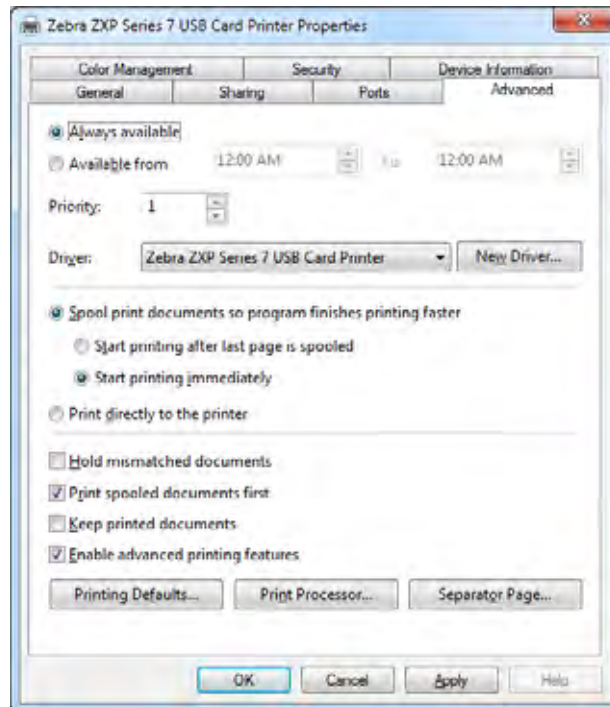 Zebra ZXP Series 7 USB Card Printer Properties
Color Management Security Device Information
General Sharing Ports Advanced
Always available
Available from 12:00 AM To 12:00 AM
Priority: 1
Driver: Zebra ZXP Series 7 USB Card Printer New Driver...
Spool print documents so program finishes printing faster
Start printing after last page is spooled
Start printing immediately
Print directly to the printer
Hold mismatched documents
Print spooled documents first
Keep printed documents
Enable advanced printing features
Printing Defaults... Print Processor... Separator Page...
OK Cancel Apply Help